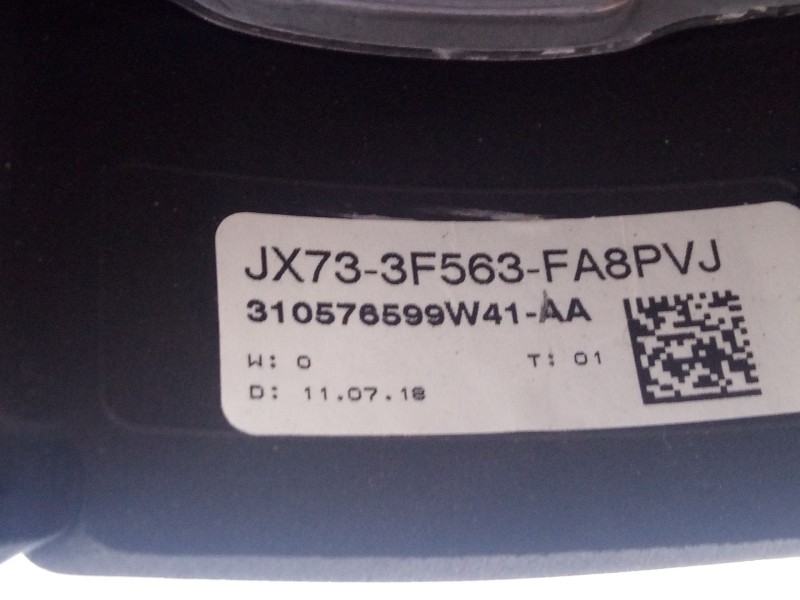 JX73-3F563-FA8PVJ
310576599W41-AA
W: 0 T: 01
D: 11.07.18